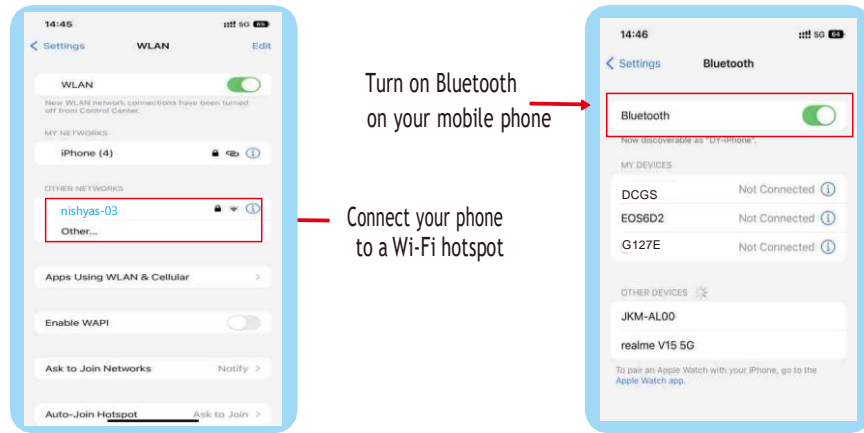 14:45
5G 65
Settings
WLAN
Edit
WLAN
New WLAN network connections have been turned
off from Control Center.
MY NETWORKS
iPhone (4)
OTHER NETWORKS
nishyas-03
Other...
Apps Using WLAN & Cellular
Enable WAPI
Ask to Join Networks
Notify
Auto-Join Hotspot
Ask to Join
Turn on Bluetooth
on your mobile phone
Connect your phone
to a Wi-Fi hotspot
14:46
5G 64
Settings
Bluetooth
Bluetooth
Now discoverable as "DY-iPhone".
MY DEVICES
DCGS
Not Connected
EOS6D2
Not Connected
G127E
Not Connected
OTHER DEVICES
JKM-AL00
realme V15 5G
To pair an Apple Watch with your iPhone, go to the
Apple Watch app.